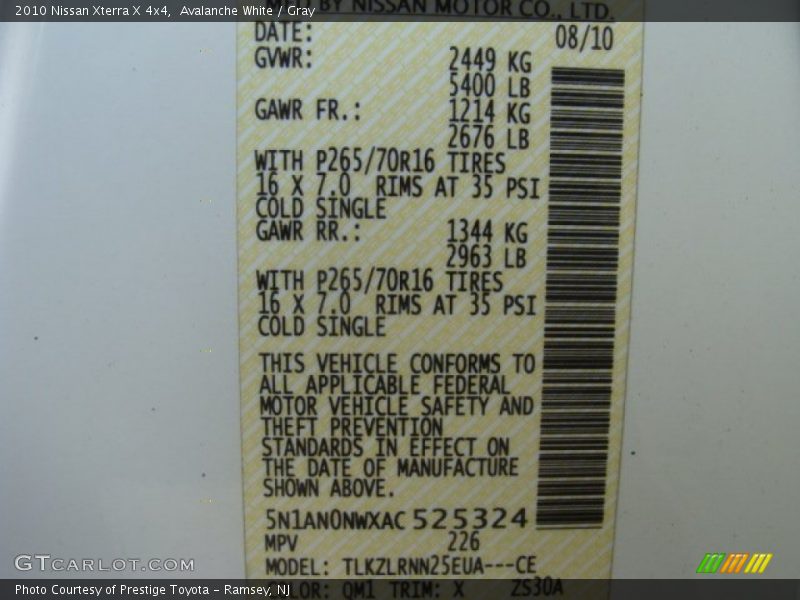 2010 Nissan Xterra X 4x4,  Avalanche White / Gray
BY NISSAN MOTOR CO., LTD.
DATE: 08/10
GVWR: 2449 KG
5400 LB
GAWR FR.: 1214 KG
2676 LB
WITH P265/70R16 TIRES
16 X 7.0 RIMS AT 35 PSI
COLD SINGLE
GAWR RR.: 1344 KG
2963 LB
WITH P265/70R16 TIRES
16 X 7.0 RIMS AT 35 PSI
COLD SINGLE
THIS VEHICLE CONFORMS TO
ALL APPLICABLE FEDERAL
MOTOR VEHICLE SAFETY AND
THEFT PREVENTION
STANDARDS IN EFFECT ON
THE DATE OF MANUFACTURE
SHOWN ABOVE.
5N1AN0NWXAC 525324
MPV 226
MODEL: TLKZLRNN25EUA---CE
COLOR: QM1 TRIM: X ZS30A
GTCARLOT.COM
Photo Courtesy of Prestige Toyota - Ramsey, NJ